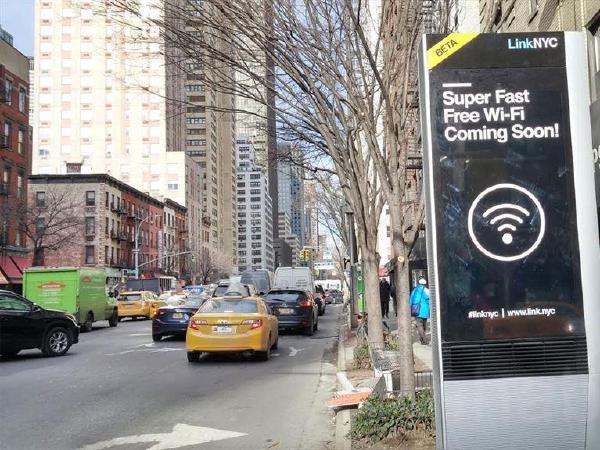 BETA
LinkNYC
Super Fast
Free Wi-Fi
Coming Soon!
#linknyc | www.link.nyc